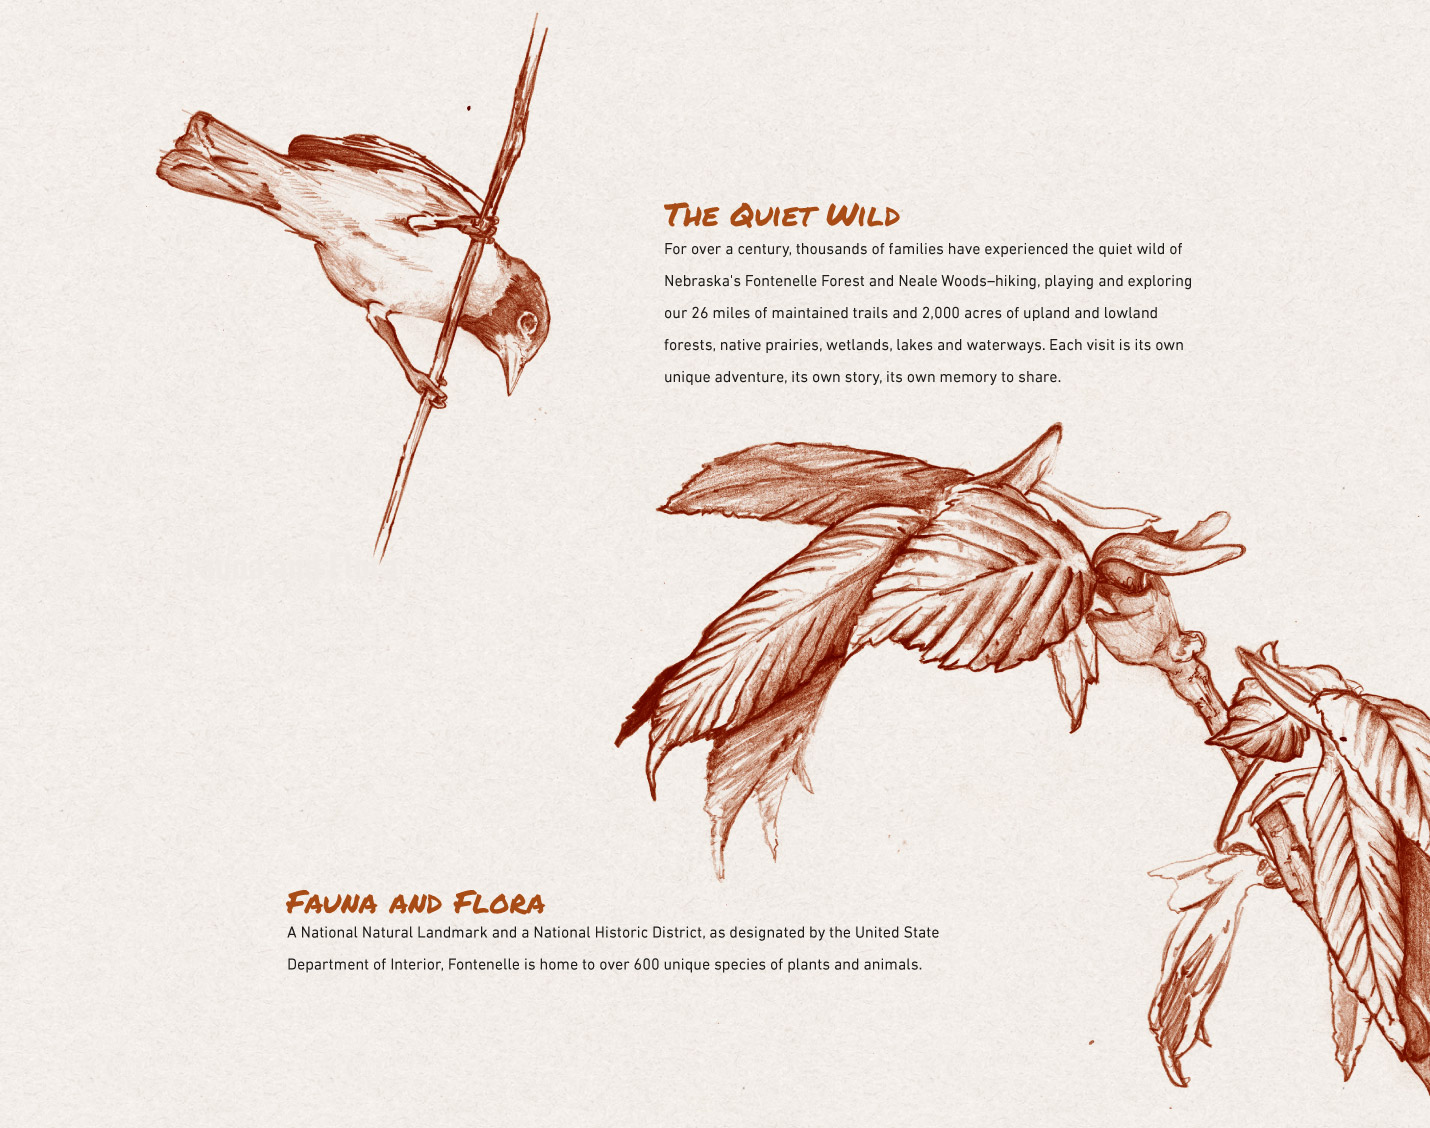 The Quiet Wild
For over a century, thousands of families have experienced the quiet wild of
Nebraska's Fontenelle Forest and Neale Woods–hiking, playing and exploring
our 26 miles of maintained trails and 2,000 acres of upland and lowland
forests, native prairies, wetlands, lakes and waterways. Each visit is its own
unique adventure, its own story, its own memory to share.
Fauna and Flora
A National Natural Landmark and a National Historic District, as designated by the United State
Department of Interior, Fontenelle is home to over 600 unique species of plants and animals.